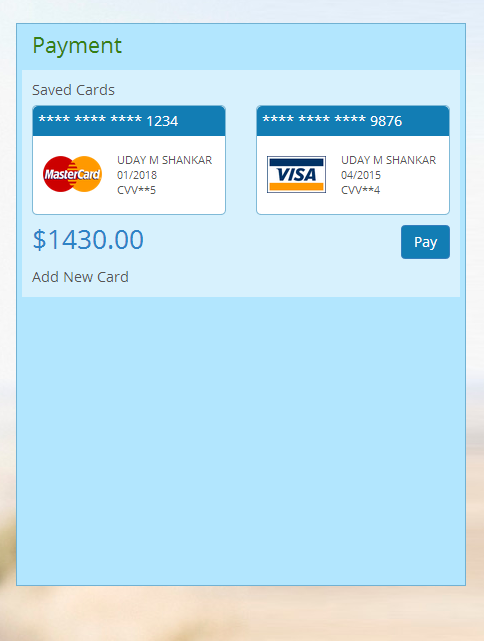 Payment
Saved Cards
**** **** **** 1234
**** **** **** 9876
MasterCard
UDAY M SHANKAR
01/2018
CVV**5
VISA
UDAY M SHANKAR
04/2015
CVV**4
$1430.00
Pay
Add New Card